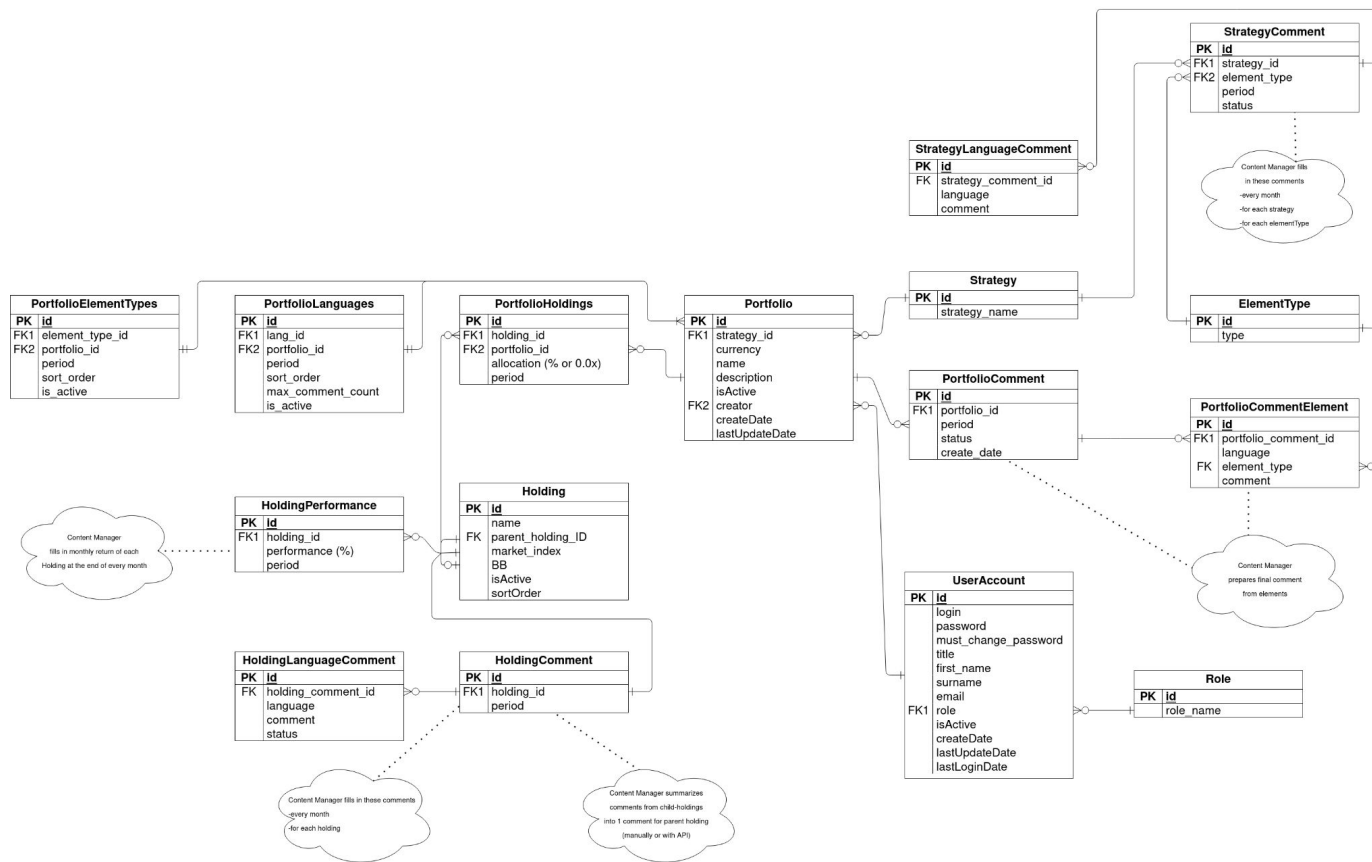 StrategyComment
PK id
FK1 strategy_id
FK2 element_type
period
status
Content Manager fills
in these comments
-every month
-for each strategy
-for each elementType
StrategyLanguageComment
PK id
FK strategy_comment_id
language
comment
PortfolioElementTypes
PK id
FK1 element_type_id
FK2 portfolio_id
period
sort_order
is_active
PortfolioLanguages
PK id
FK1 lang_id
FK2 portfolio_id
period
sort_order
max_comment_count
is_active
PortfolioHoldings
PK id
FK1 holding_id
FK2 portfolio_id
allocation (% or 0.0x)
period
Portfolio
PK id
FK1 strategy_id
currency
name
description
isActive
FK2 creator
createDate
lastUpdateDate
Strategy
PK id
strategy_name
ElementType
PK id
type
PortfolioComment
PK id
FK1 portfolio_id
period
status
create_date
PortfolioCommentElement
PK id
FK1 portfolio_comment_id
language
FK element_type
comment
Content Manager
fills in monthly return of each
Holding at the end of every month
HoldingPerformance
PK id
FK1 holding_id
performance (%)
period
Holding
PK id
name
FK parent_holding_ID
market_index
BB
isActive
sortOrder
Content Manager
prepares final comment
from elements
UserAccount
PK id
login
password
must_change_password
title
first_name
surname
email
FK1 role
isActive
createDate
lastUpdateDate
lastLoginDate
Role
PK id
role_name
HoldingLanguageComment
PK id
FK holding_comment_id
language
comment
status
HoldingComment
PK id
FK1 holding_id
period
Content Manager fills in these comments
-every month
-for each holding
Content Manager summarizes
comments from child-holdings
into 1 comment for parent holding
(manually or with API)